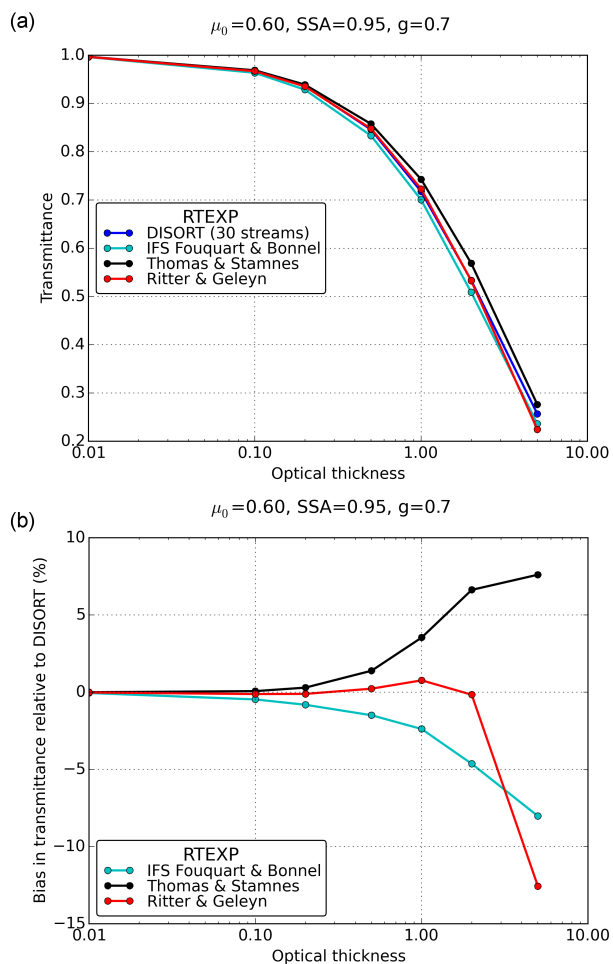 (a)
μ₀=0.60, SSA=0.95, g=0.7
1.0
0.9
0.8
0.7
0.6
0.5
0.4
0.3
0.2
Transmittance
RTEXP
DISORT (30 streams)
IFS Fouquart & Bonnel
Thomas & Stamnes
Ritter & Geleyn
0.01
0.10
1.00
10.00
Optical thickness
(b)
μ₀=0.60, SSA=0.95, g=0.7
10
5
0
−5
−10
−15
Bias in transmittance relative to DISORT (%)
RTEXP
IFS Fouquart & Bonnel
Thomas & Stamnes
Ritter & Geleyn
0.01
0.10
1.00
10.00
Optical thickness